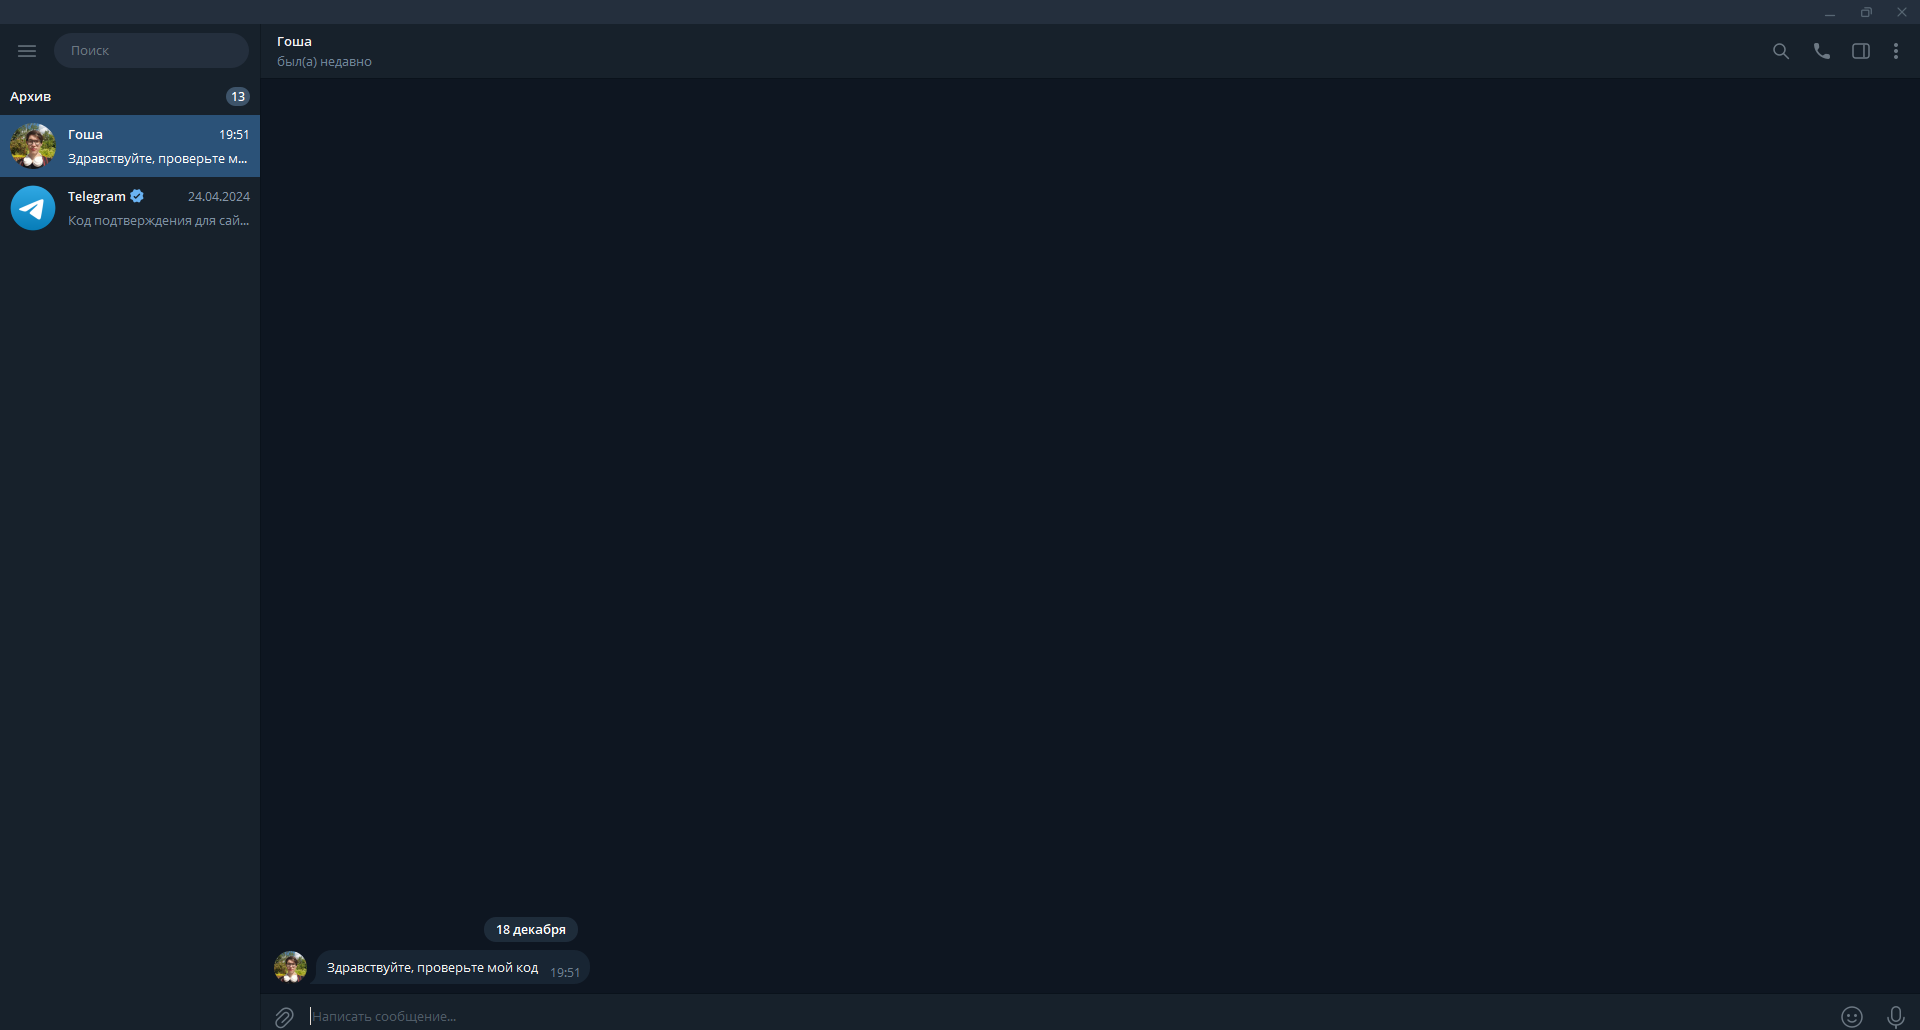 Поиск
Архив
13
Гоша
19:51
Здравствуйте, проверьте м...
Telegram
24.04.2024
Код подтверждения для сай...
Гоша
был(а) недавно
18 декабря
Здравствуйте, проверьте мой код
19:51
Написать сообщение...